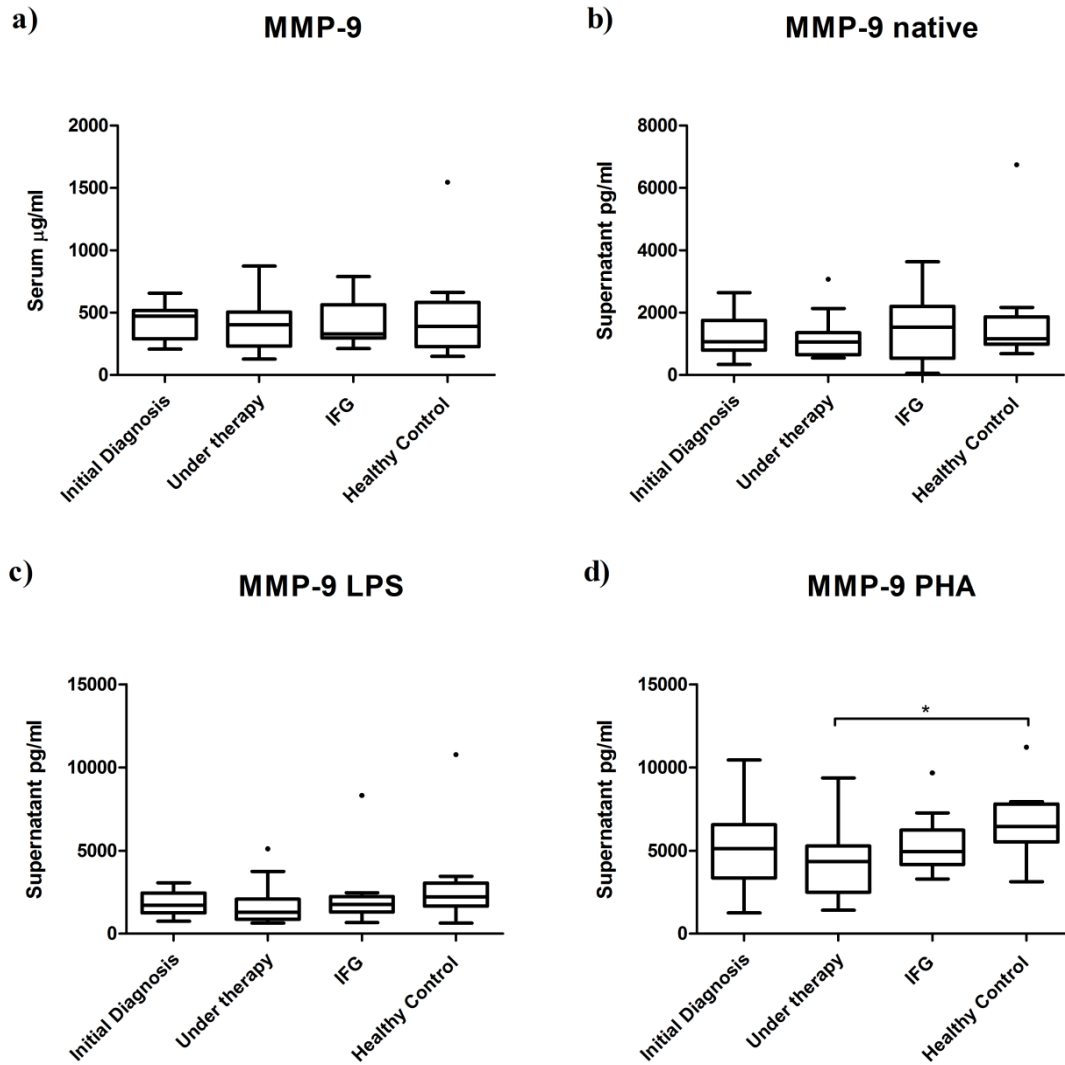 a)
MMP-9
Serum μg/ml
2000
1500
1000
500
0
Initial Diagnosis
Under therapy
IFG
Healthy Control
b)
MMP-9 native
Supernatant pg/ml
8000
6000
4000
2000
0
Initial Diagnosis
Under therapy
IFG
Healthy Control
c)
MMP-9 LPS
Supernatant pg/ml
15000
10000
5000
0
Initial Diagnosis
Under therapy
IFG
Healthy Control
d)
MMP-9 PHA
Supernatant pg/ml
15000
10000
5000
0
*
Initial Diagnosis
Under therapy
IFG
Healthy Control